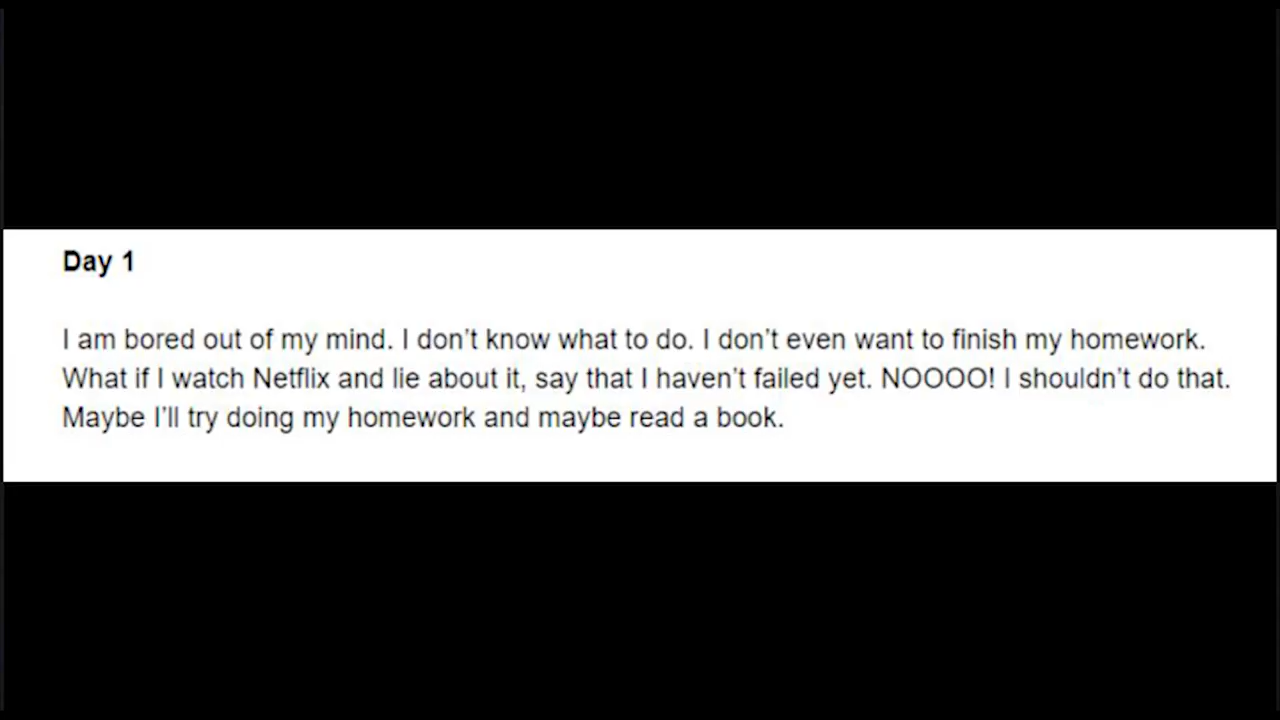 Day 1
I am bored out of my mind. I don’t know what to do. I don’t even want to finish my homework.
What if I watch Netflix and lie about it, say that I haven’t failed yet. NOOOO! I shouldn’t do that.
Maybe I’ll try doing my homework and maybe read a book.